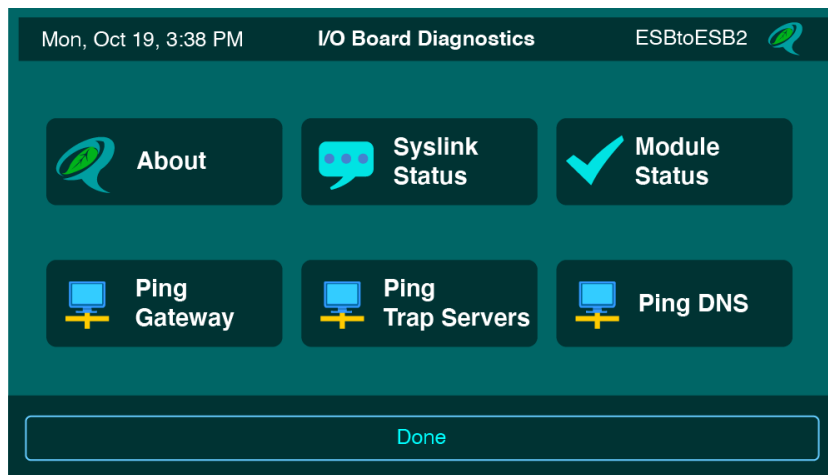 Mon, Oct 19, 3:38 PM I/O Board Diagnostics ESBtoESB2
About
Syslink
Status
Module
Status
Ping
Gateway
Ping
Trap Servers
Ping DNS
Done